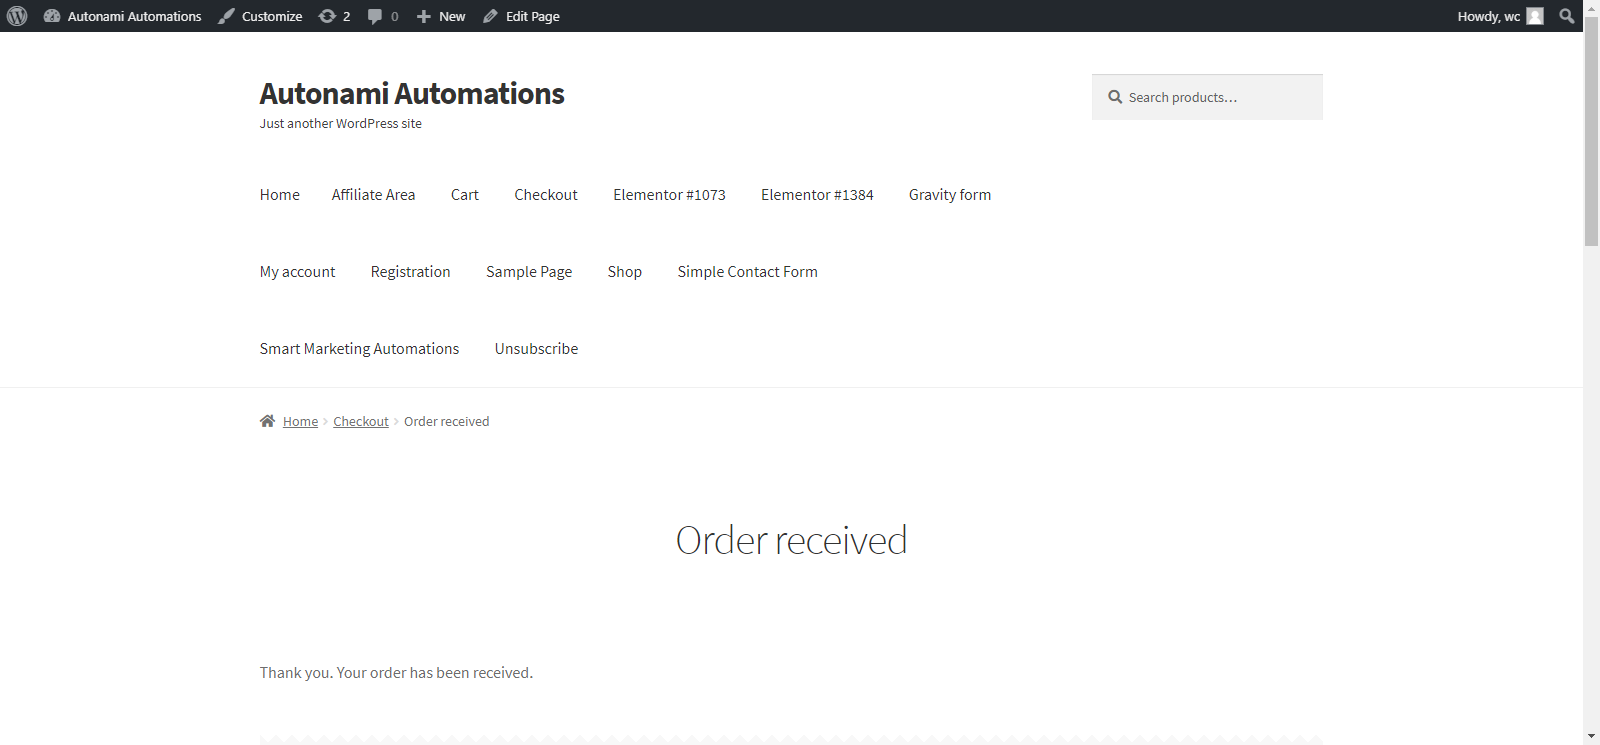 Autonami Automations Customize 2 0 New Edit Page Howdy, wc
Autonami Automations
Search products…
Just another WordPress site
Home Affiliate Area Cart Checkout Elementor #1073 Elementor #1384 Gravity form
My account Registration Sample Page Shop Simple Contact Form
Smart Marketing Automations Unsubscribe
Home Checkout Order received
Order received
Thank you. Your order has been received.